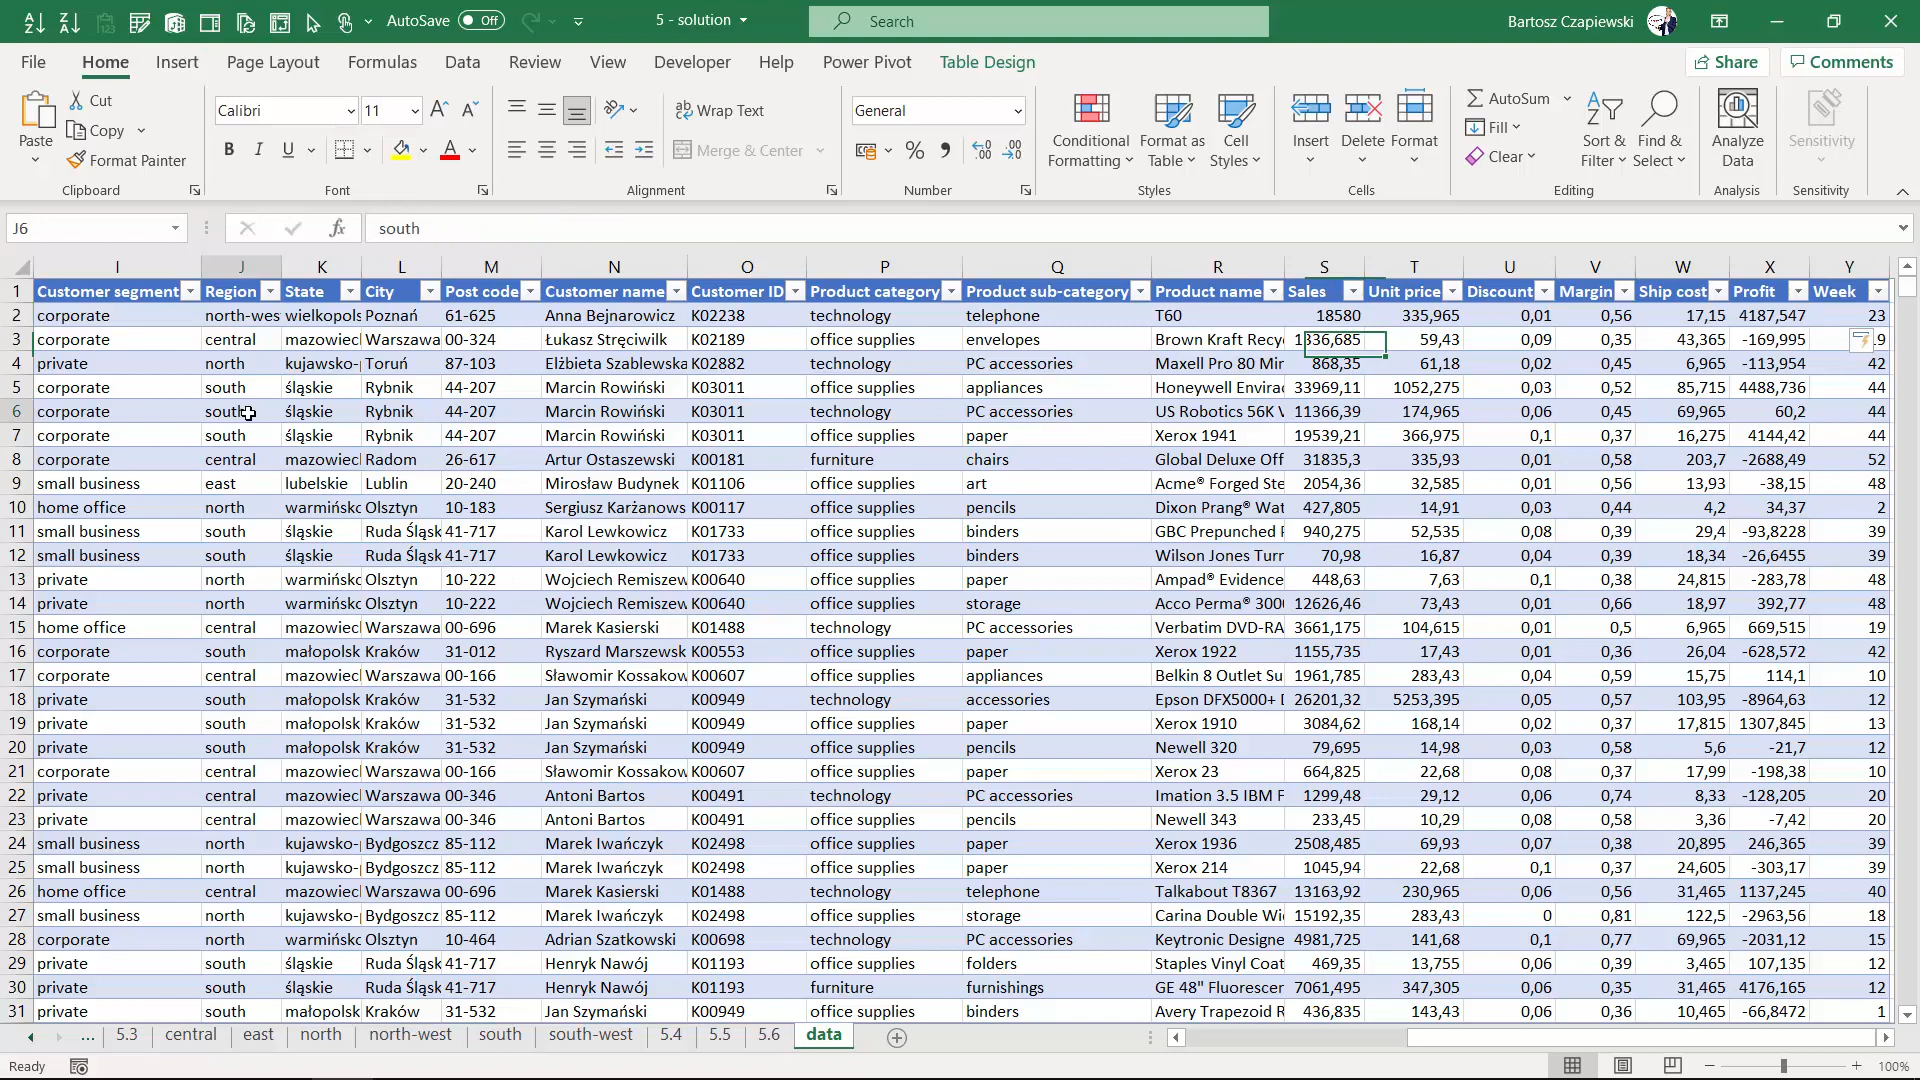 AutoSave Off 5 - solution Search Bartosz Czapiewski
File Home Insert Page Layout Formulas Data Review View Developer Help Power Pivot Table Design Share Comments
Paste Cut Copy Format Painter Clipboard
Calibri 11 B I U Font
Wrap Text Merge & Center Alignment
General % Number
Conditional Formatting Format as Table Cell Styles Styles
Insert Delete Format Cells
AutoSum Fill Clear Sort & Filter Find & Select Editing
Analyze Data Analysis
Sensitivity Sensitivity
J6 fx south
I J K L M N O P Q R S T U V W X Y
1 Customer segment Region State City Post code Customer name Customer ID Product category Product sub-category Product name Sales Unit price Discount Margin Ship cost Profit Week
2 corporate north-wes wielkopols Poznań 61-625 Anna Bejnarowicz K02238 technology telephone T60 18580 335,965 0,01 0,56 17,15 4187,547 23
3 corporate central mazowiecl Warszawa 00-324 Łukasz Stręciwilk K02189 office supplies envelopes Brown Kraft Recy 1336,685 59,43 0,09 0,35 43,365 -169,995 9
4 private north kujawsko- Toruń 87-103 Elżbieta Szablewska K02882 technology PC accessories Maxell Pro 80 Mir 868,35 61,18 0,02 0,45 6,965 -113,954 42
5 corporate south śląskie Rybnik 44-207 Marcin Rowiński K03011 office supplies appliances Honeywell Envira 33969,11 1052,275 0,03 0,52 85,715 4488,736 44
6 corporate south śląskie Rybnik 44-207 Marcin Rowiński K03011 technology PC accessories US Robotics 56K V 11366,39 174,965 0,06 0,45 69,965 60,2 44
7 corporate south śląskie Rybnik 44-207 Marcin Rowiński K03011 office supplies paper Xerox 1941 19539,21 366,975 0,1 0,37 16,275 4144,42 44
8 corporate central mazowiecl Radom 26-617 Artur Ostaszewski K00181 furniture chairs Global Deluxe Off 31835,3 335,93 0,01 0,58 203,7 -2688,49 52
9 small business east lubelskie Lublin 20-240 Mirosław Budynek K01106 office supplies art Acme® Forged Ste 2054,36 32,585 0,01 0,56 13,93 -38,15 48
10 home office north warmińsko Olsztyn 10-183 Sergiusz Karżanows K00117 office supplies pencils Dixon Prang® Wat 427,805 14,91 0,03 0,44 4,2 34,37 2
11 small business south śląskie Ruda Śląsk 41-717 Karol Lewkowicz K01733 office supplies binders GBC Prepunched F 940,275 52,535 0,08 0,39 29,4 -93,8228 39
12 small business south śląskie Ruda Śląsk 41-717 Karol Lewkowicz K01733 office supplies binders Wilson Jones Turr 70,98 16,87 0,04 0,39 18,34 -26,6455 39
13 private north warmińsko Olsztyn 10-222 Wojciech Remiszew K00640 office supplies paper Ampad® Evidence 448,63 7,63 0,1 0,38 24,815 -283,78 48
14 private north warmińsko Olsztyn 10-222 Wojciech Remiszew K00640 office supplies storage Acco Perma® 300 12626,46 73,43 0,01 0,66 18,97 392,77 48
15 home office central mazowiecl Warszawa 00-696 Marek Kasierski K01488 technology PC accessories Verbatim DVD-RA 3661,175 104,615 0,01 0,5 6,965 669,515 19
16 corporate south małopolsk Kraków 31-012 Ryszard Marszewsk K00553 office supplies paper Xerox 1922 1155,735 17,43 0,01 0,36 26,04 -628,572 42
17 corporate central mazowiecl Warszawa 00-166 Sławomir Kossakow K00607 office supplies appliances Belkin 8 Outlet Su 1961,785 283,43 0,04 0,59 15,75 114,1 10
18 private south małopolsk Kraków 31-532 Jan Szymański K00949 technology accessories Epson DFX5000+ D 26201,32 5253,395 0,05 0,57 103,95 -8964,63 12
19 private south małopolsk Kraków 31-532 Jan Szymański K00949 office supplies paper Xerox 1910 3084,62 168,14 0,02 0,37 17,815 1307,845 13
20 private south małopolsk Kraków 31-532 Jan Szymański K00949 office supplies pencils Newell 320 79,695 14,98 0,03 0,58 5,6 -21,7 12
21 corporate central mazowiecl Warszawa 00-166 Sławomir Kossakow K00607 office supplies paper Xerox 23 664,825 22,68 0,08 0,37 17,99 -198,38 10
22 private central mazowiecl Warszawa 00-346 Antoni Bartos K00491 technology PC accessories Imation 3.5 IBM F 1299,48 29,12 0,06 0,74 8,33 -128,205 20
23 private central mazowiecl Warszawa 00-346 Antoni Bartos K00491 office supplies pencils Newell 343 233,45 10,29 0,08 0,58 3,36 -7,42 20
24 small business north kujawsko- Bydgoszcz 85-112 Marek Iwańczyk K02498 office supplies paper Xerox 1936 2508,485 69,93 0,07 0,38 20,895 246,365 39
25 small business north kujawsko- Bydgoszcz 85-112 Marek Iwańczyk K02498 office supplies paper Xerox 214 1045,94 22,68 0,1 0,37 24,605 -303,17 39
26 home office central mazowiecl Warszawa 00-696 Marek Kasierski K01488 technology telephone Talkabout T8367 13163,92 230,965 0,06 0,56 31,465 1137,245 40
27 small business north kujawsko- Bydgoszcz 85-112 Marek Iwańczyk K02498 office supplies storage Carina Double Wi 15192,35 283,43 0 0,81 122,5 -2963,56 18
28 corporate north warmińsko Olsztyn 10-464 Adrian Szatkowski K00698 technology PC accessories Keytronic Designe 4981,725 141,68 0,1 0,77 69,965 -2031,12 15
29 private south śląskie Ruda Śląsk 41-717 Henryk Nawój K01193 office supplies folders Staples Vinyl Coat 469,35 13,755 0,06 0,39 3,465 107,135 12
30 private south śląskie Ruda Śląsk 41-717 Henryk Nawój K01193 furniture furnishings GE 48" Fluorescer 7061,495 347,305 0,06 0,35 31,465 4176,165 12
31 private south małopolsk Kraków 31-532 Jan Szymański K00949 office supplies binders Avery Trapezoid R 436,835 143,43 0,06 0,36 10,465 -66,8472 1
... 5.3 central east north north-west south south-west 5.4 5.5 5.6 data
Ready 100%